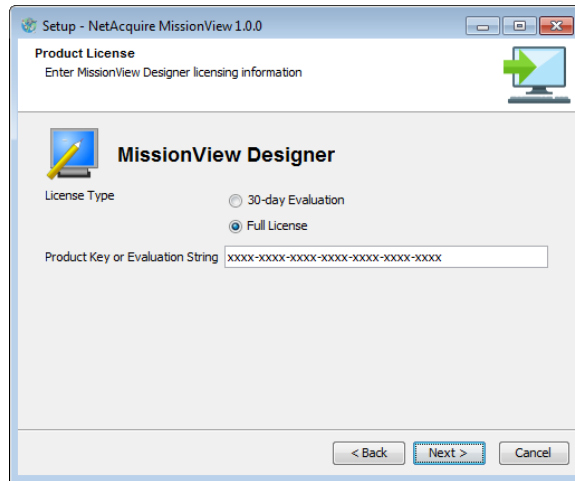 Setup - NetAcquire MissionView 1.0.0
Product License
Enter MissionView Designer licensing information
MissionView Designer
License Type
30-day Evaluation
Full License
Product Key or Evaluation String xxxx-xxxx-xxxx-xxxx-xxxx-xxxx-xxxx
< Back Next > Cancel